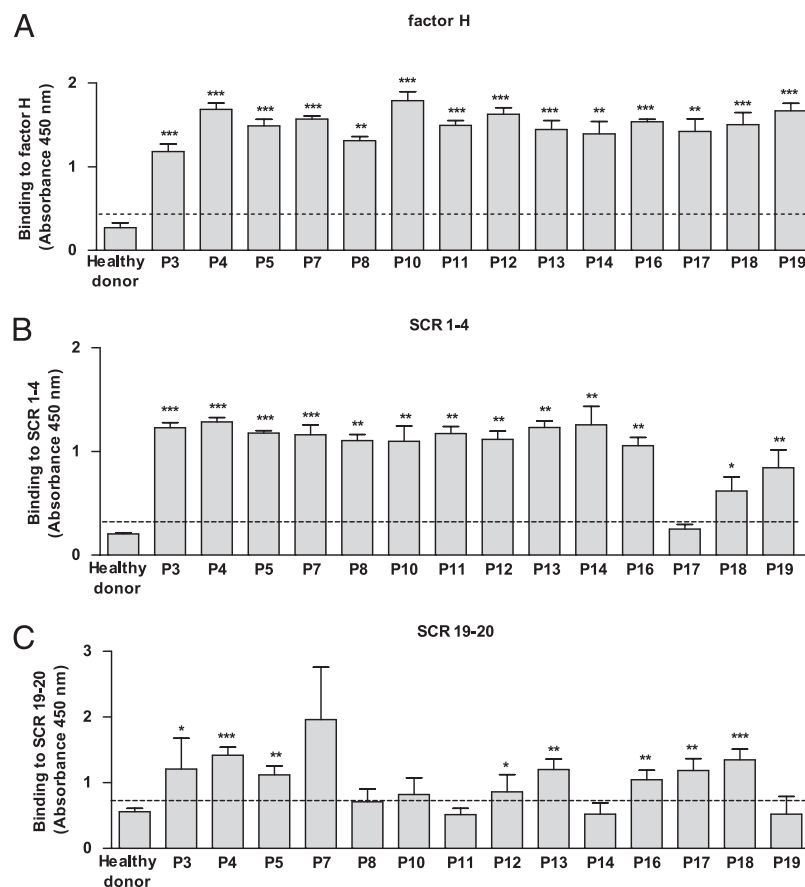 A
factor H
Binding to factor H
(Absorbance 450 nm)
2
1
0
*** *** *** *** ** *** *** *** *** ** *** ** *** ***
Healthy donor P3 P4 P5 P7 P8 P10 P11 P12 P13 P14 P16 P17 P18 P19
B
SCR 1-4
Binding to SCR 1-4
(Absorbance 450 nm)
2
1
0
*** *** *** *** ** ** ** ** ** ** ** * **
Healthy donor P3 P4 P5 P7 P8 P10 P11 P12 P13 P14 P16 P17 P18 P19
C
SCR 19-20
Binding to SCR 19-20
(Absorbance 450 nm)
3
2
1
0
* *** ** * ** ** ** ***
Healthy donor P3 P4 P5 P7 P8 P10 P11 P12 P13 P14 P16 P17 P18 P19